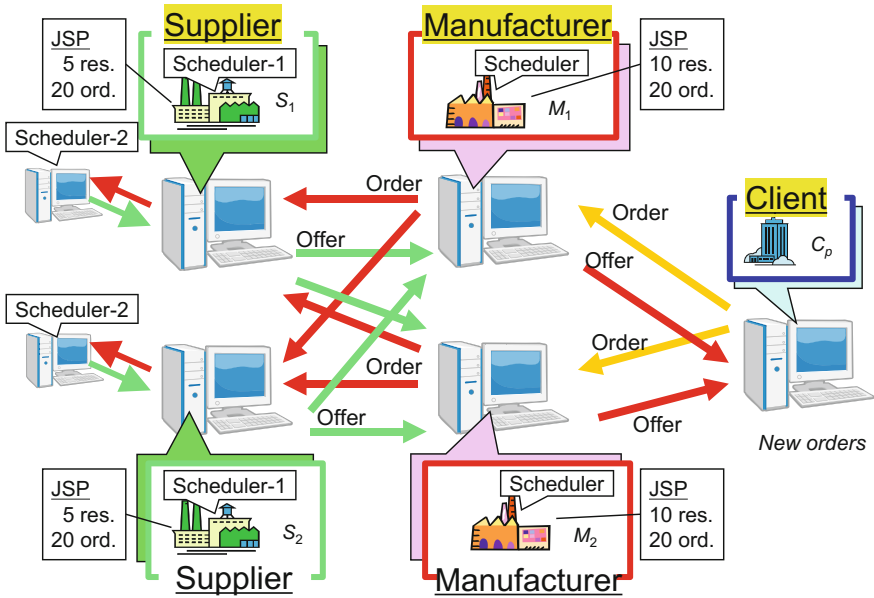 Supplier
Manufacturer
JSP
5 res.
20 ord.
Scheduler-1
S1
Scheduler
M1
JSP
10 res.
20 ord.
Scheduler-2
Order
Offer
Order
Offer
Client
Cp
Scheduler-2
Order
Offer
Order
Offer
New orders
JSP
5 res.
20 ord.
Scheduler-1
S2
Supplier
Scheduler
M2
Manufacturer
JSP
10 res.
20 ord.